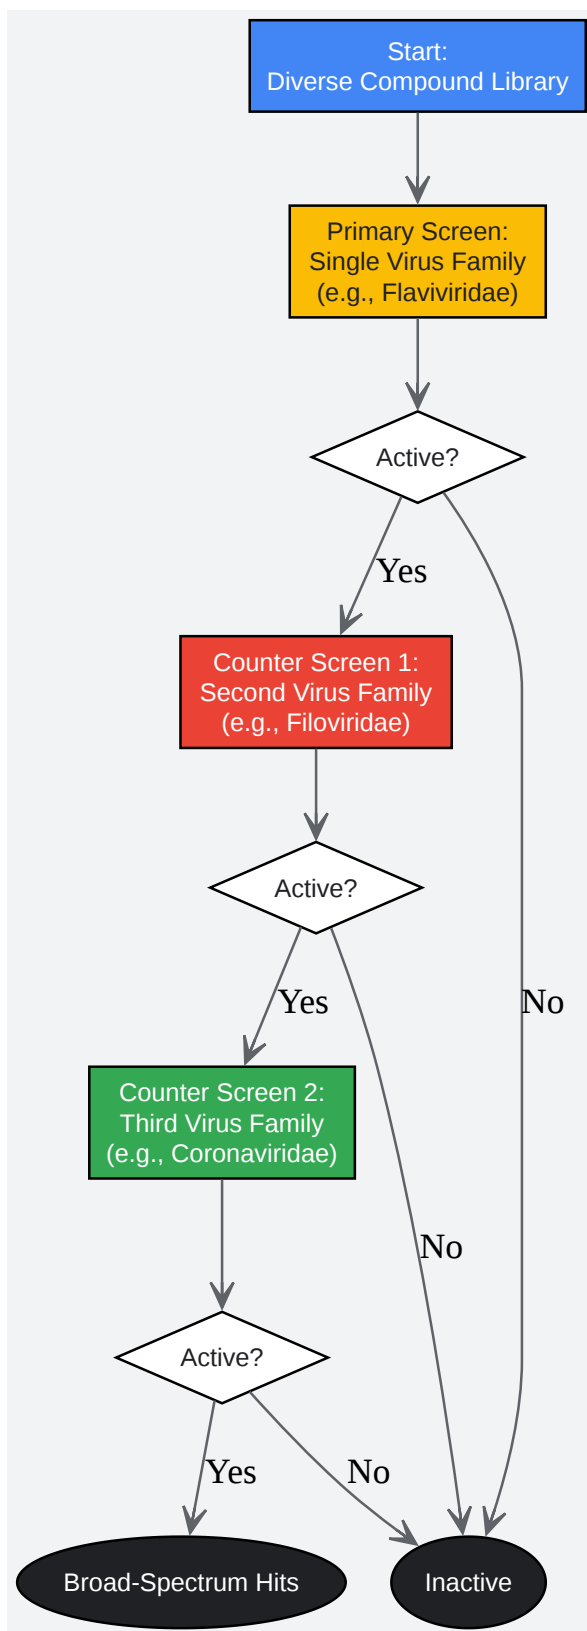 Start:
Diverse Compound Library
Primary Screen:
Single Virus Family
(e.g., Flaviviridae)
Active?
Yes
Counter Screen 1:
Second Virus Family
(e.g., Filoviridae)
Active?
Yes
No
Counter Screen 2:
Third Virus Family
(e.g., Coronaviridae)
No
Active?
Yes
No
Broad-Spectrum Hits
Inactive